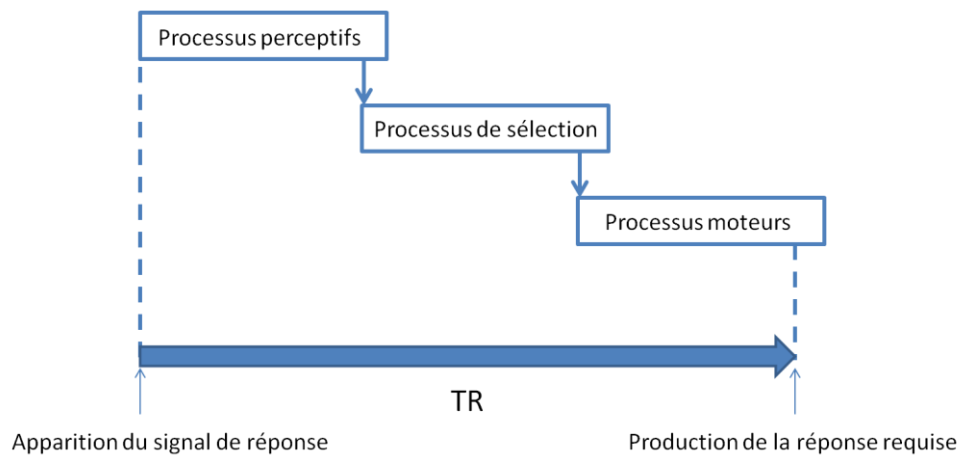 Processus perceptifs
Processus de sélection
Processus moteurs
TR
Apparition du signal de réponse
Production de la réponse requise